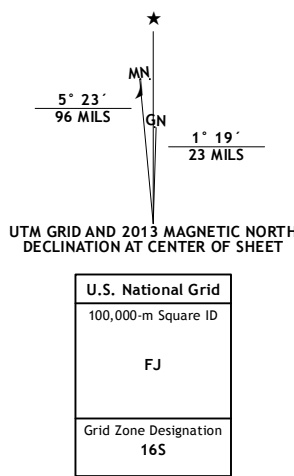 ★
MN
5° 23´
96 MILS
GN
1° 19´
23 MILS
UTM GRID AND 2013 MAGNETIC NORTH
DECLINATION AT CENTER OF SHEET
U.S. National Grid
100,000-m Square ID
FJ
Grid Zone Designation
16S